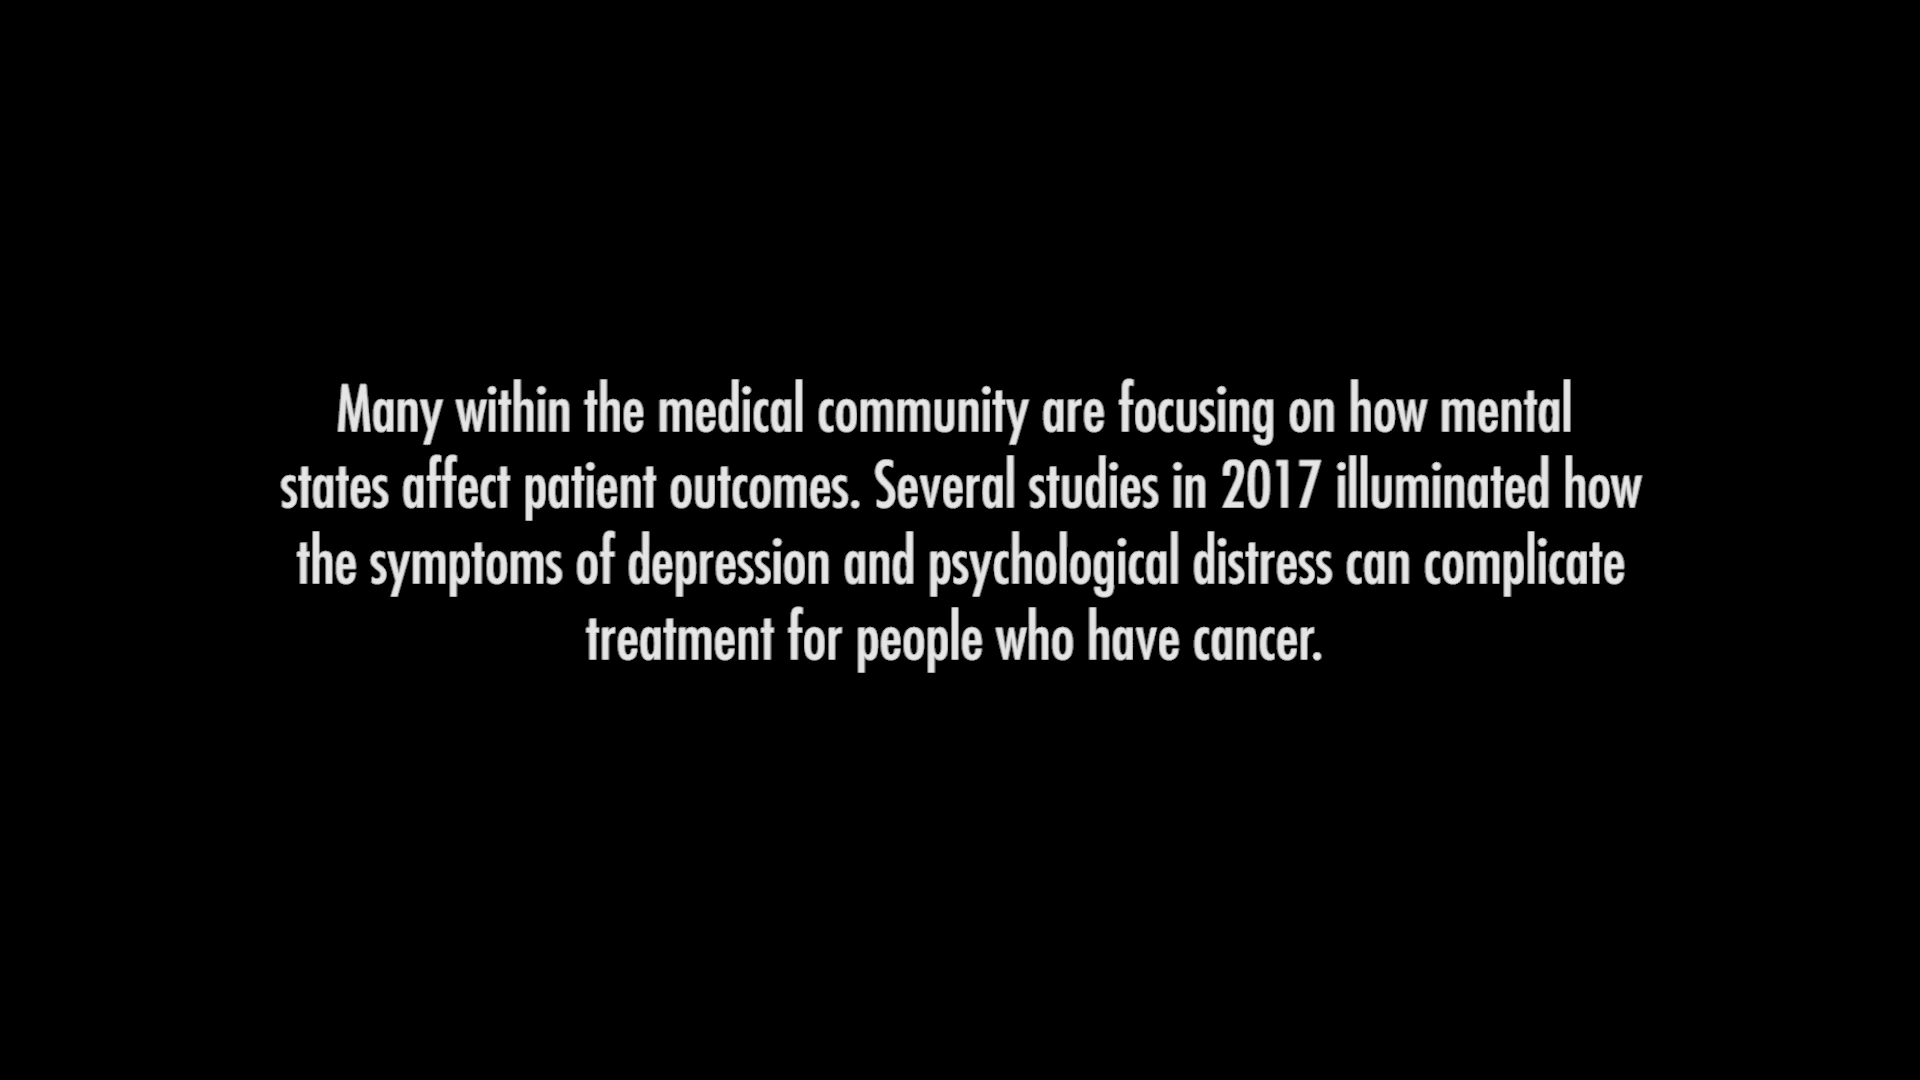 Many within the medical community are focusing on how mental
states affect patient outcomes. Several studies in 2017 illuminated how
the symptoms of depression and psychological distress can complicate
treatment for people who have cancer.